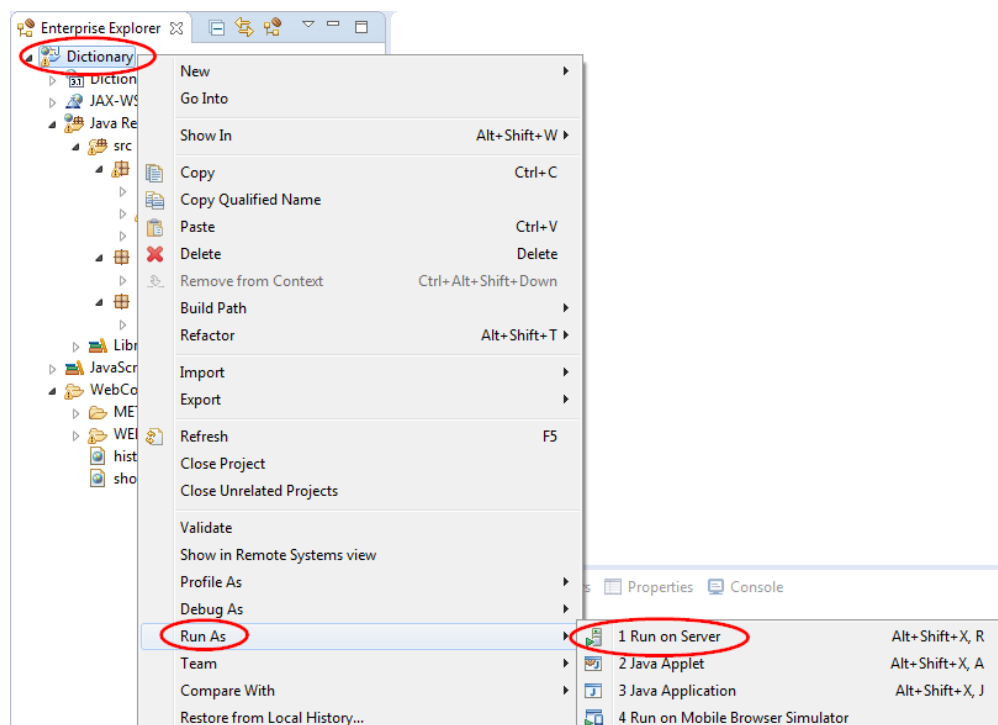 Enterprise Explorer
Dictionary
Diction
JAX-WS
Java Re
src
Libr
JavaScr
WebCo
MET
WEI
hist
sho
New
Go Into
Show In Alt+Shift+W
Copy Ctrl+C
Copy Qualified Name
Paste Ctrl+V
Delete Delete
Remove from Context Ctrl+Alt+Shift+Down
Build Path
Refactor Alt+Shift+T
Import
Export
Refresh F5
Close Project
Close Unrelated Projects
Validate
Show in Remote Systems view
Profile As
Debug As
Run As
Team
Compare With
Restore from Local History...
s Properties Console
1 Run on Server Alt+Shift+X, R
2 Java Applet Alt+Shift+X, A
3 Java Application Alt+Shift+X, J
4 Run on Mobile Browser Simulator